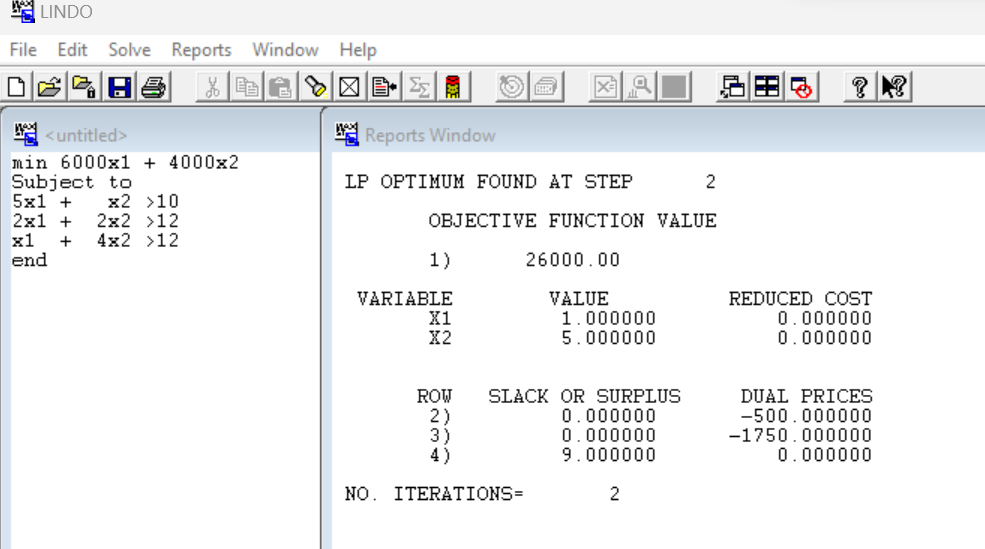 LINDO
File Edit Solve Reports Window Help
<untitled>
min 6000x1 + 4000x2
Subject to
5x1 +   x2 >10
2x1 +  2x2 >12
x1  +  4x2 >12
end
Reports Window
LP OPTIMUM FOUND AT STEP      2
OBJECTIVE FUNCTION VALUE
1)      26000.00
VARIABLE        VALUE          REDUCED COST
X1         1.000000          0.000000
X2         5.000000          0.000000
ROW   SLACK OR SURPLUS     DUAL PRICES
2)         0.000000       -500.000000
3)         0.000000      -1750.000000
4)         9.000000          0.000000
NO. ITERATIONS=       2